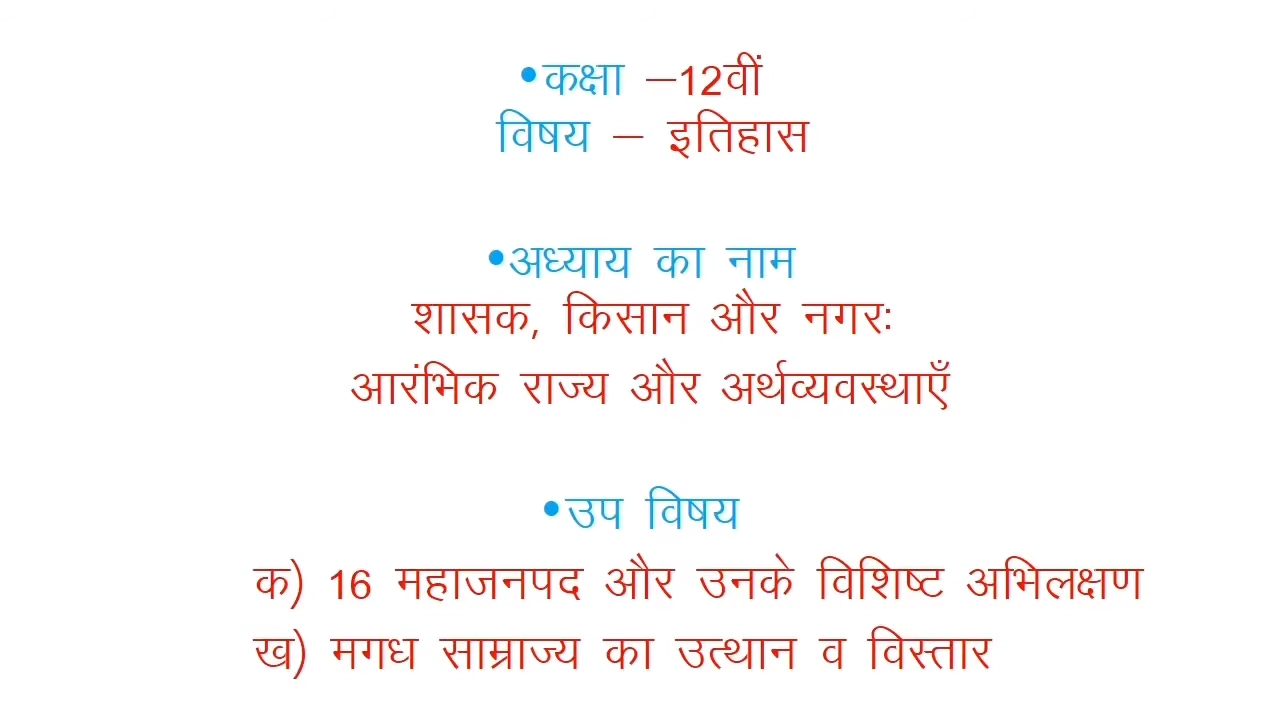 •कक्षा –12वीं
विषय – इतिहास
•अध्याय का नाम
शासक, किसान और नगरः
आरंभिक राज्य और अर्थव्यवस्थाएँ
•उप विषय
क) 16 महाजनपद और उनके विशिष्ट अभिलक्षण
ख) मगध साम्राज्य का उत्थान व विस्तार